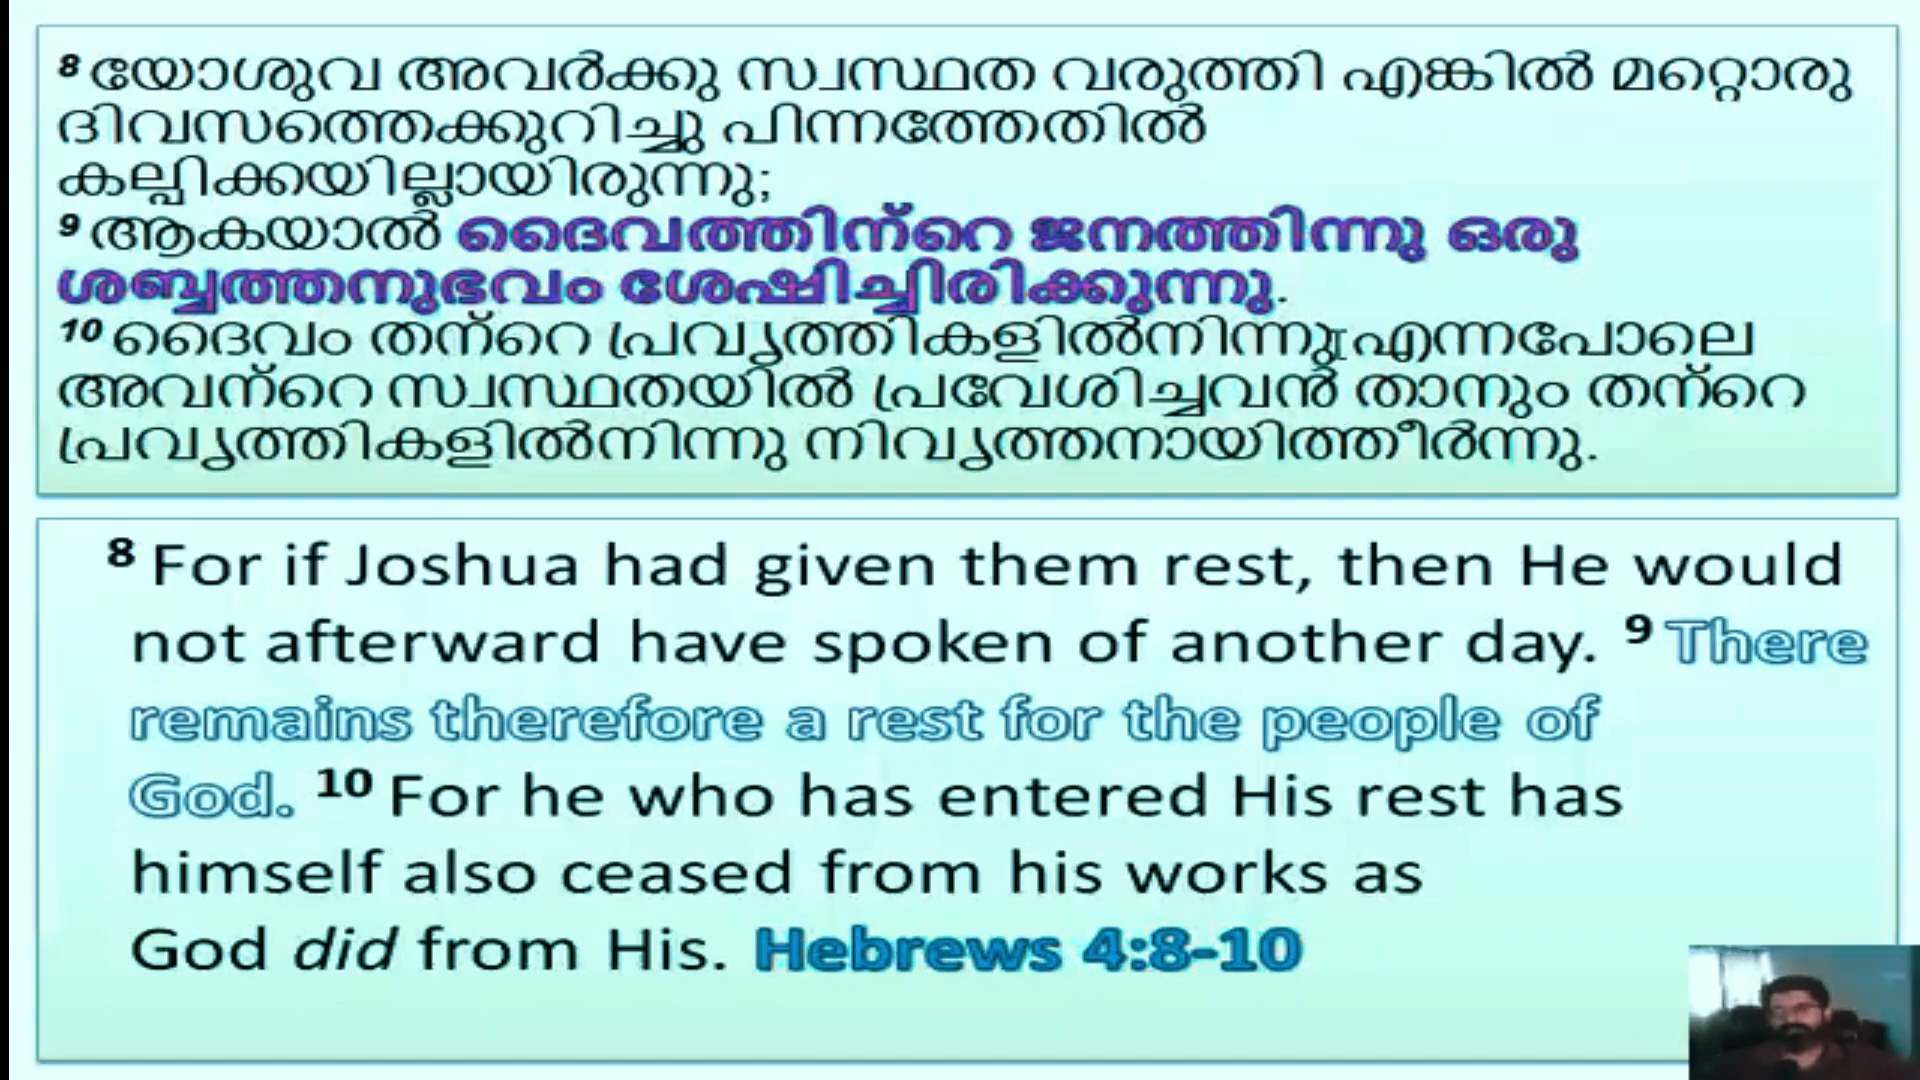 8 യോശുവ അവർക്കു സ്വസ്ഥത വരുത്തി എങ്കിൽ മറ്റൊരു
ദിവസത്തെക്കുറിച്ചു പിന്നത്തേതിൽ
കല്പിക്കയില്ലായിരുന്നു;
9 ആകയാൽ ദൈവത്തിന്റെ ജനത്തിന്നു ഒരു
ശബ്ബത്തനുഭവം ശേഷിച്ചിരിക്കുന്നു.
10 ദൈവം തന്റെ പ്രവൃത്തികളിൽനിന്നു എന്നപോലെ
അവന്റെ സ്വസ്ഥതയിൽ പ്രവേശിച്ചവൻ താനും തന്റെ
പ്രവൃത്തികളിൽനിന്നു നിവൃത്തനായിത്തീർന്നു.
8 For if Joshua had given them rest, then He would
not afterward have spoken of another day. 9 There
remains therefore a rest for the people of
God. 10 For he who has entered His rest has
himself also ceased from his works as
God did from His. Hebrews 4:8-10